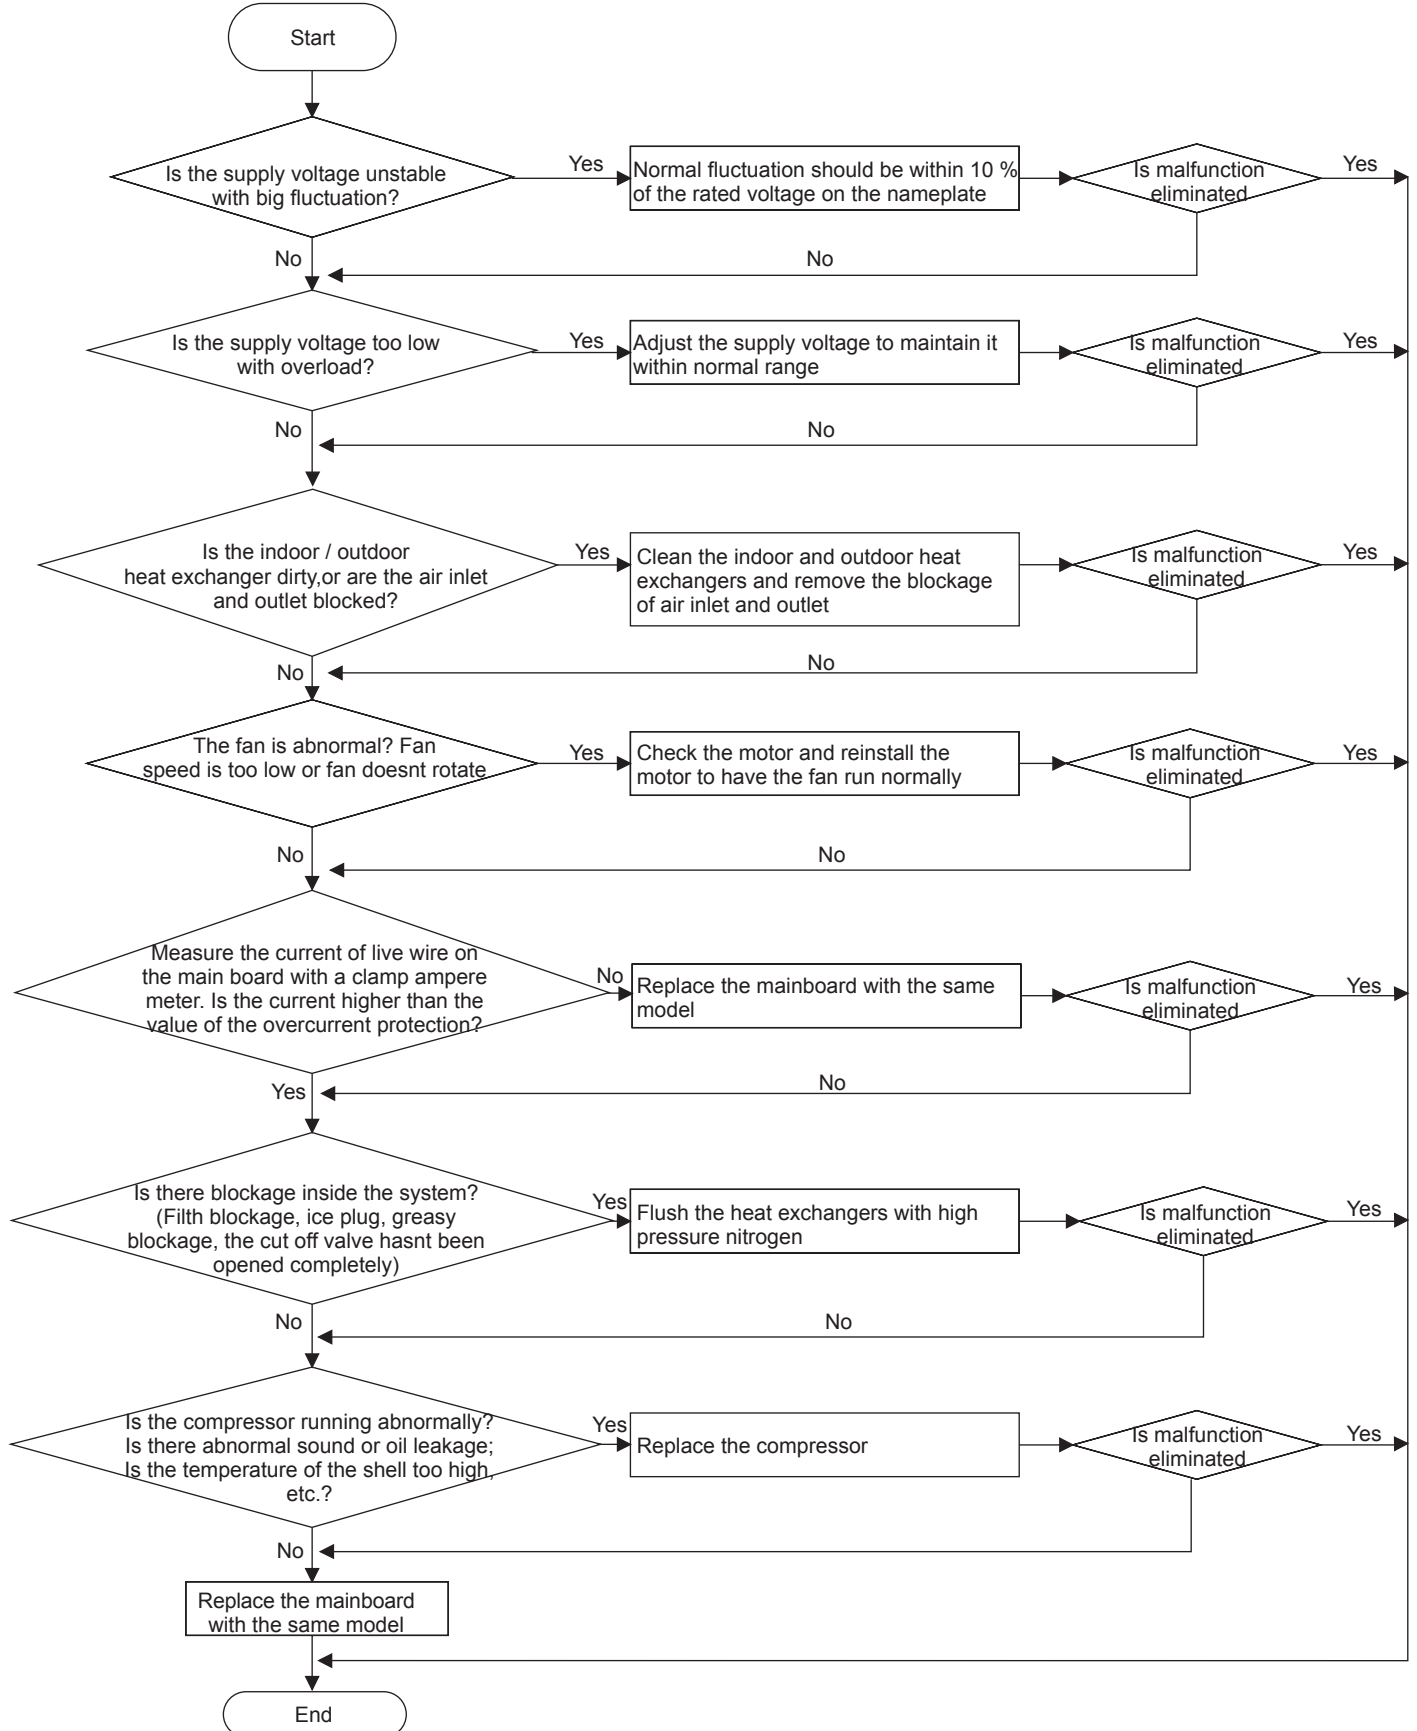 Start
Is the supply voltage unstable
with big fluctuation?
Yes
Normal fluctuation should be within 10 %
of the rated voltage on the nameplate
Is malfunction
eliminated
Yes
No
No
Is the supply voltage too low
with overload?
Yes
Adjust the supply voltage to maintain it
within normal range
Is malfunction
eliminated
Yes
No
No
Is the indoor / outdoor
heat exchanger dirty,or are the air inlet
and outlet blocked?
Yes
Clean the indoor and outdoor heat
exchangers and remove the blockage
of air inlet and outlet
Is malfunction
eliminated
Yes
No
No
The fan is abnormal? Fan
speed is too low or fan doesnt rotate
Yes
Check the motor and reinstall the
motor to have the fan run normally
Is malfunction
eliminated
Yes
No
No
Measure the current of live wire on
the main board with a clamp ampere
meter. Is the current higher than the
value of the overcurrent protection?
No
Replace the mainboard with the same
model
Is malfunction
eliminated
Yes
Yes
No
Is there blockage inside the system?
(Filth blockage, ice plug, greasy
blockage, the cut off valve hasnt been
opened completely)
Yes
Flush the heat exchangers with high
pressure nitrogen
Is malfunction
eliminated
Yes
No
No
Is the compressor running abnormally?
Is there abnormal sound or oil leakage;
Is the temperature of the shell too high,
etc.?
Yes
Replace the compressor
Is malfunction
eliminated
Yes
No
Replace the mainboard
with the same model
End